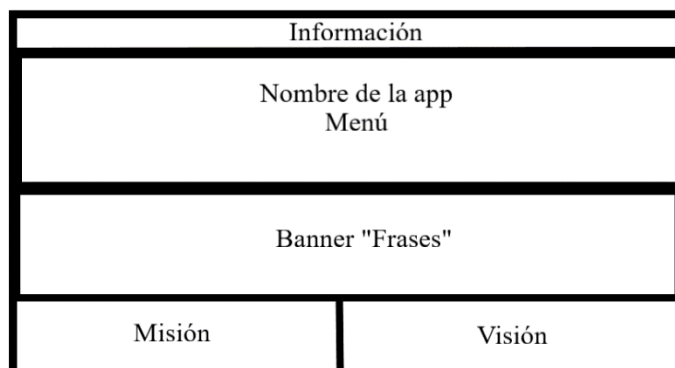 Información
Nombre de la app
Menú
Banner "Frases"
Misión
Visión